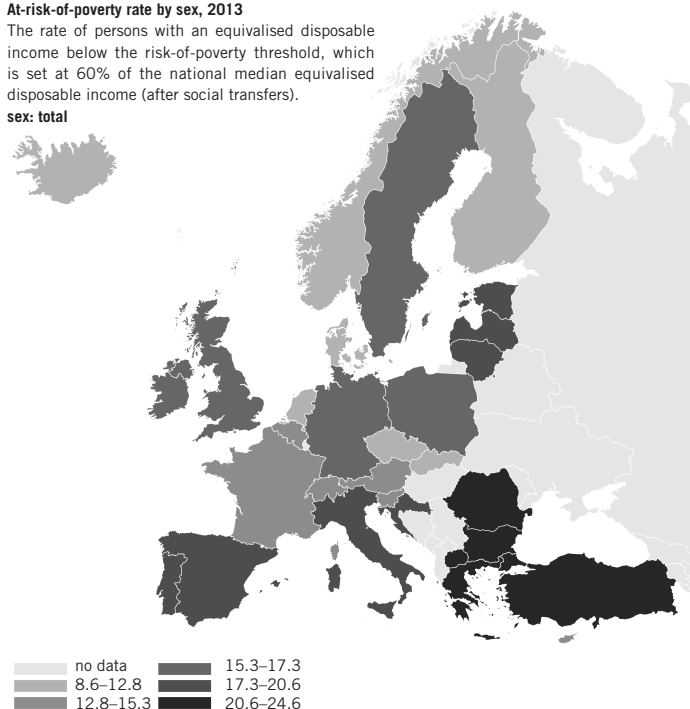 At-risk-of-poverty rate by sex, 2013
The rate of persons with an equivalised disposable
income below the risk-of-poverty threshold, which
is set at 60% of the national median equivalised
disposable income (after social transfers).
sex: total
no data
8.6–12.8
12.8–15.3
15.3–17.3
17.3–20.6
20.6–24.6